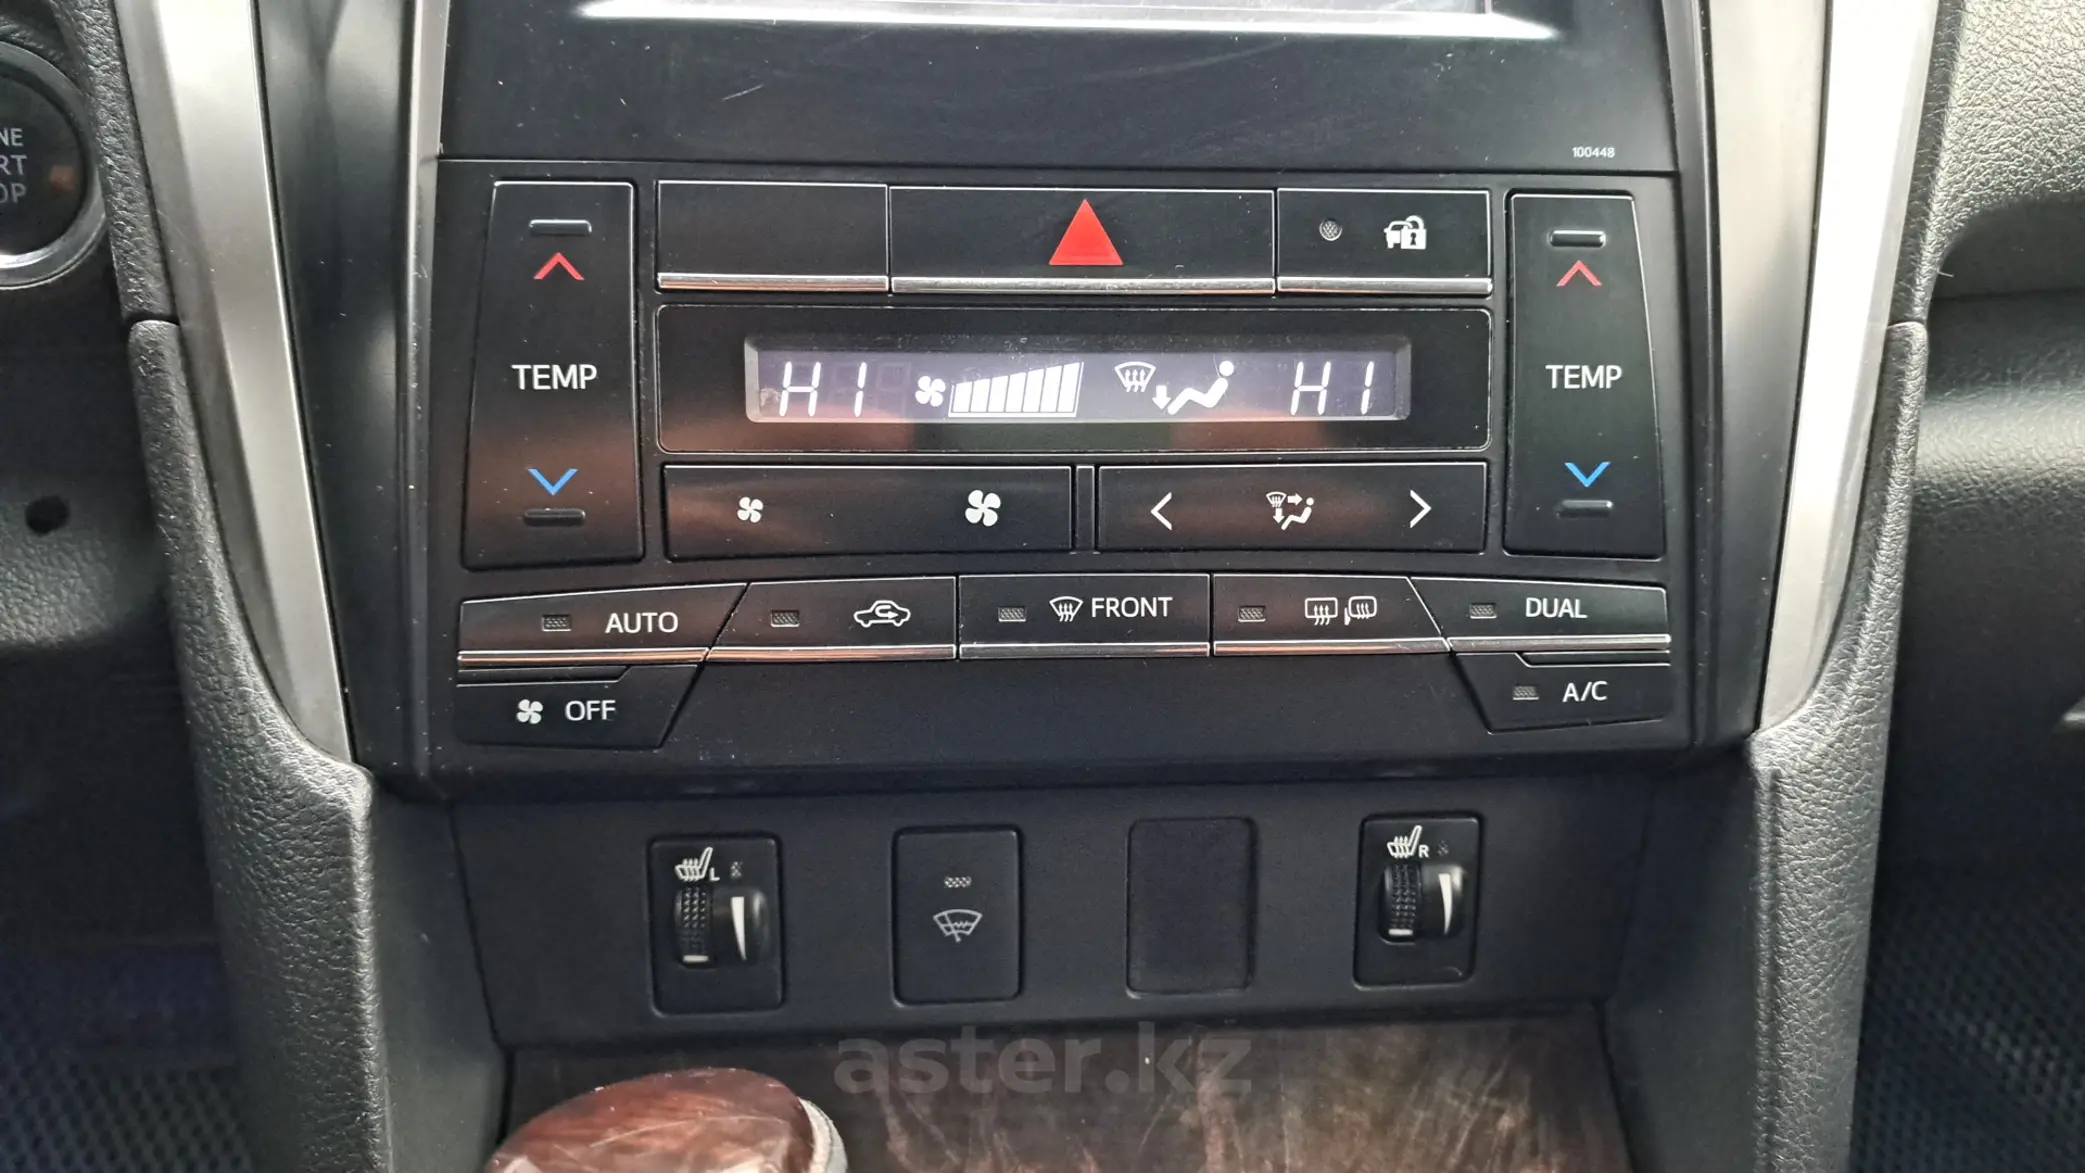 NE
RT
OP
100448
TEMP
HI
HI
TEMP
AUTO
FRONT
DUAL
OFF
A/C
L
R
aster.kz